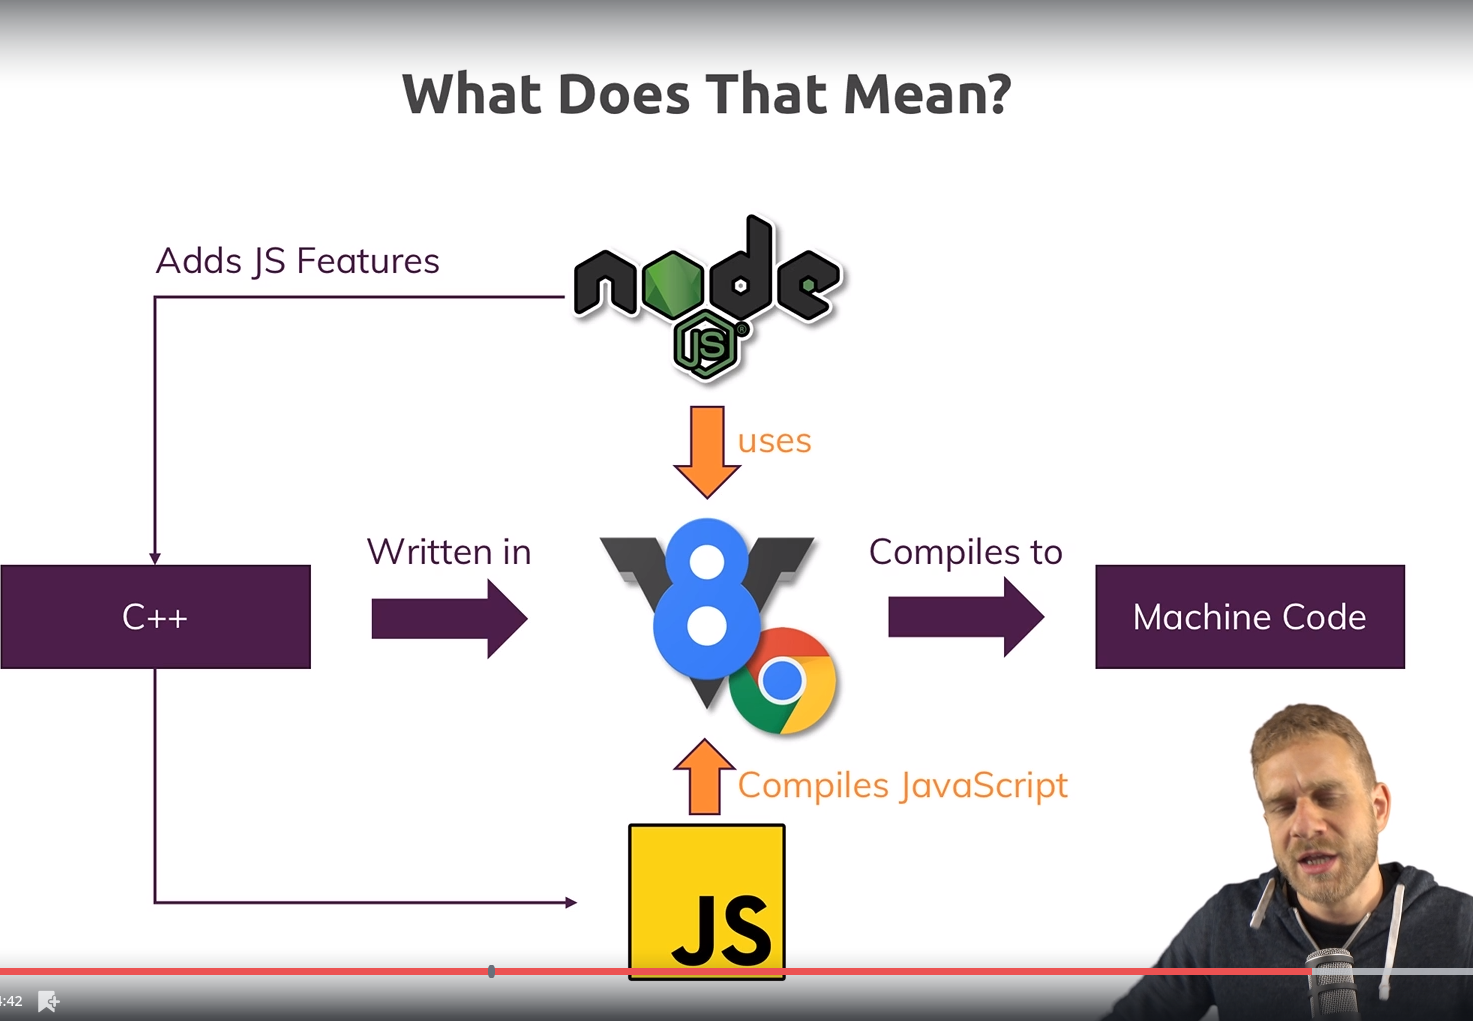 What Does That Mean?
Adds JS Features
node
JS
®
uses
Written in
Compiles to
C++
V8
Machine Code
Compiles JavaScript
JS
:42